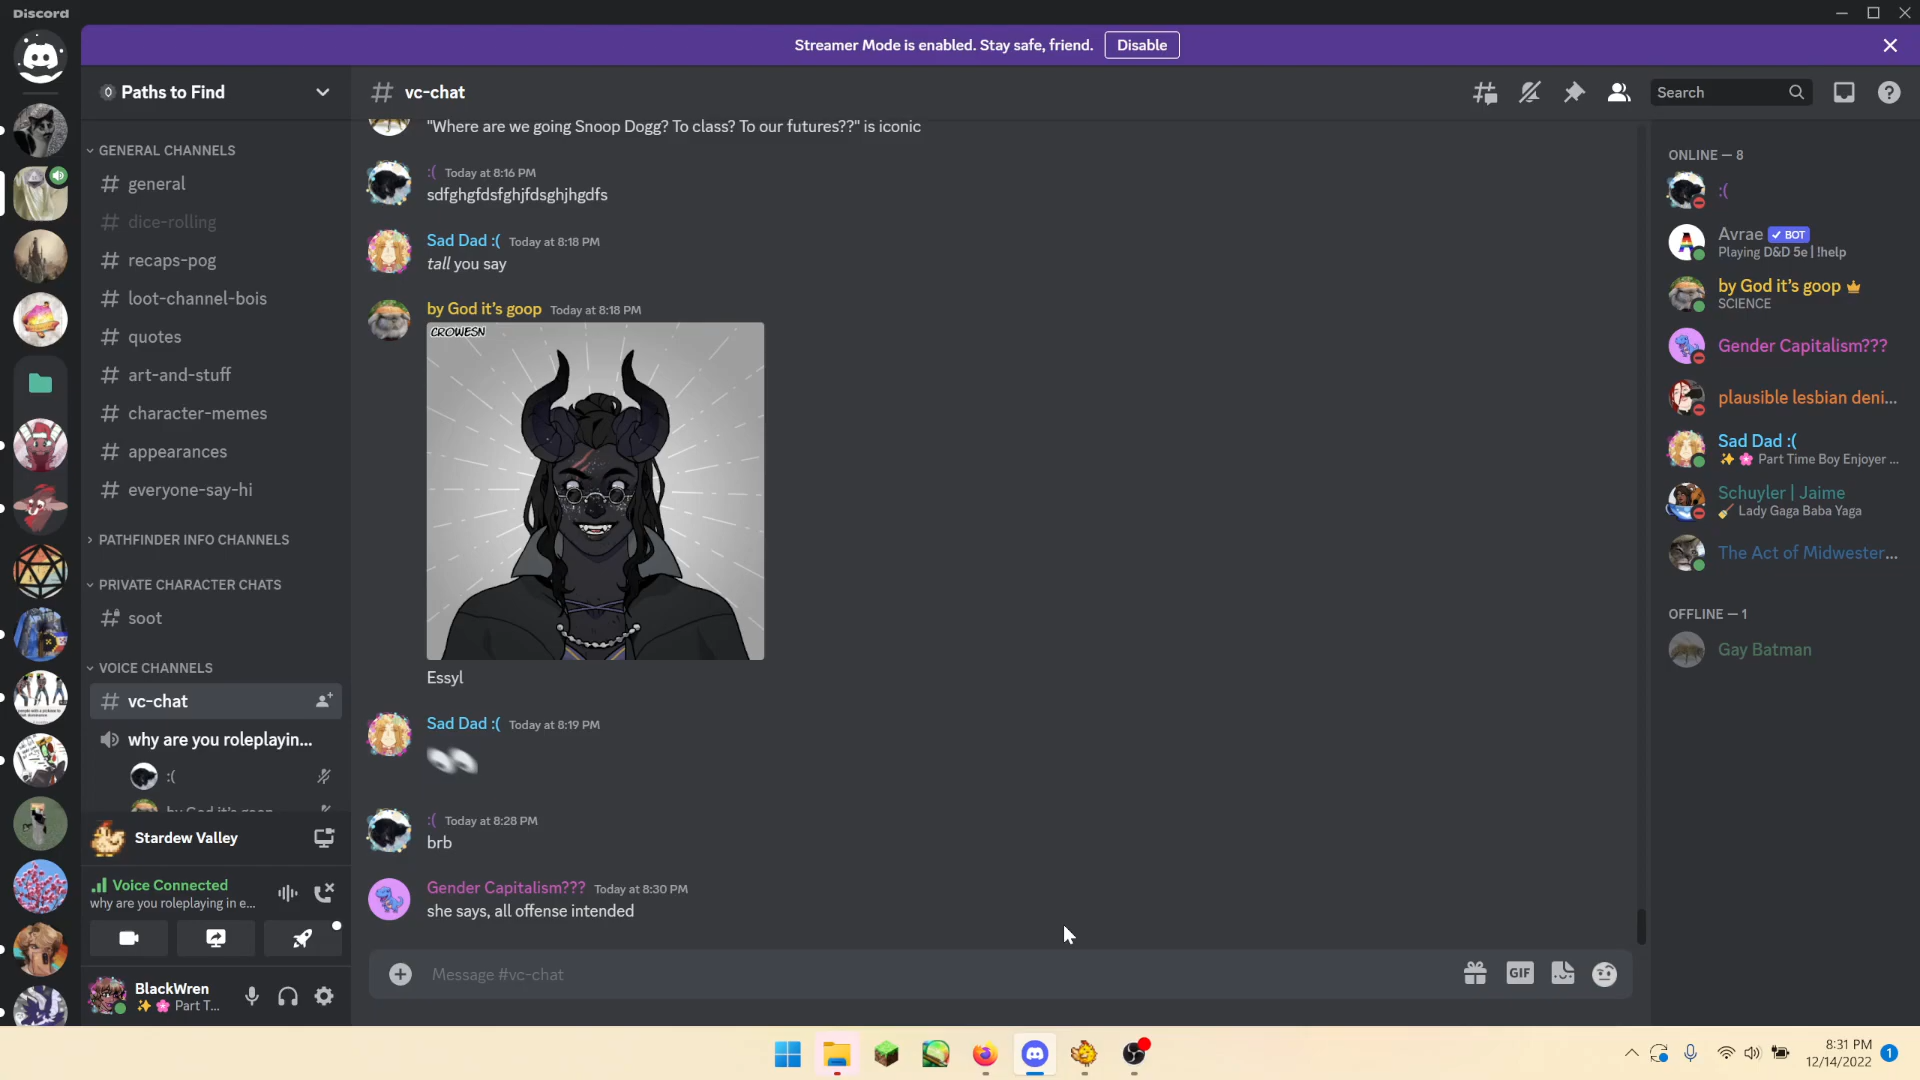 Discord
Streamer Mode is enabled. Stay safe, friend.
Disable
Paths to Find
GENERAL CHANNELS
general
dice-rolling
recaps-pog
loot-channel-bois
quotes
art-and-stuff
character-memes
appearances
everyone-say-hi
PATHFINDER INFO CHANNELS
PRIVATE CHARACTER CHATS
soot
VOICE CHANNELS
vc-chat
why are you roleplayin...
:(
by God it's goop
Stardew Valley
Voice Connected
why are you roleplaying in e...
BlackWren
✨ 🌸 Part T...
# vc-chat
Search
"Where are we going Snoop Dogg? To class? To our futures??" is iconic
:( Today at 8:16 PM
sdfghgfdsfghjfdsghjhgdfs
Sad Dad :( Today at 8:18 PM
tall you say
by God it's goop Today at 8:18 PM
CROWESN
Essyl
Sad Dad :( Today at 8:19 PM
:( Today at 8:28 PM
brb
Gender Capitalism??? Today at 8:30 PM
she says, all offense intended
Message #vc-chat
GIF
ONLINE — 8
:(
Avrae ✔ BOT
Playing D&D 5e | !help
by God it's goop
SCIENCE
Gender Capitalism???
plausible lesbian deni...
Sad Dad :(
✨ 🌸 Part Time Boy Enjoyer ...
Schuyler | Jaime
🧹 Lady Gaga Baba Yaga
The Act of Midwester...
OFFLINE — 1
Gay Batman
8:31 PM
12/14/2022
1